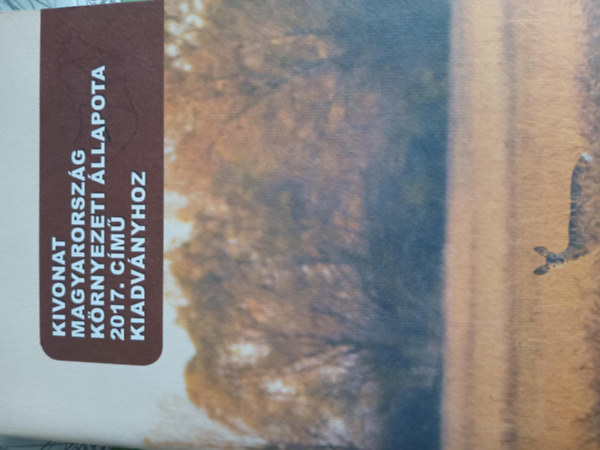 KIVONAT
MAGYARORSZÁG
KÖRNYEZETI ÁLLAPOTA
2017. CÍMŰ
KIADVÁNYHOZ